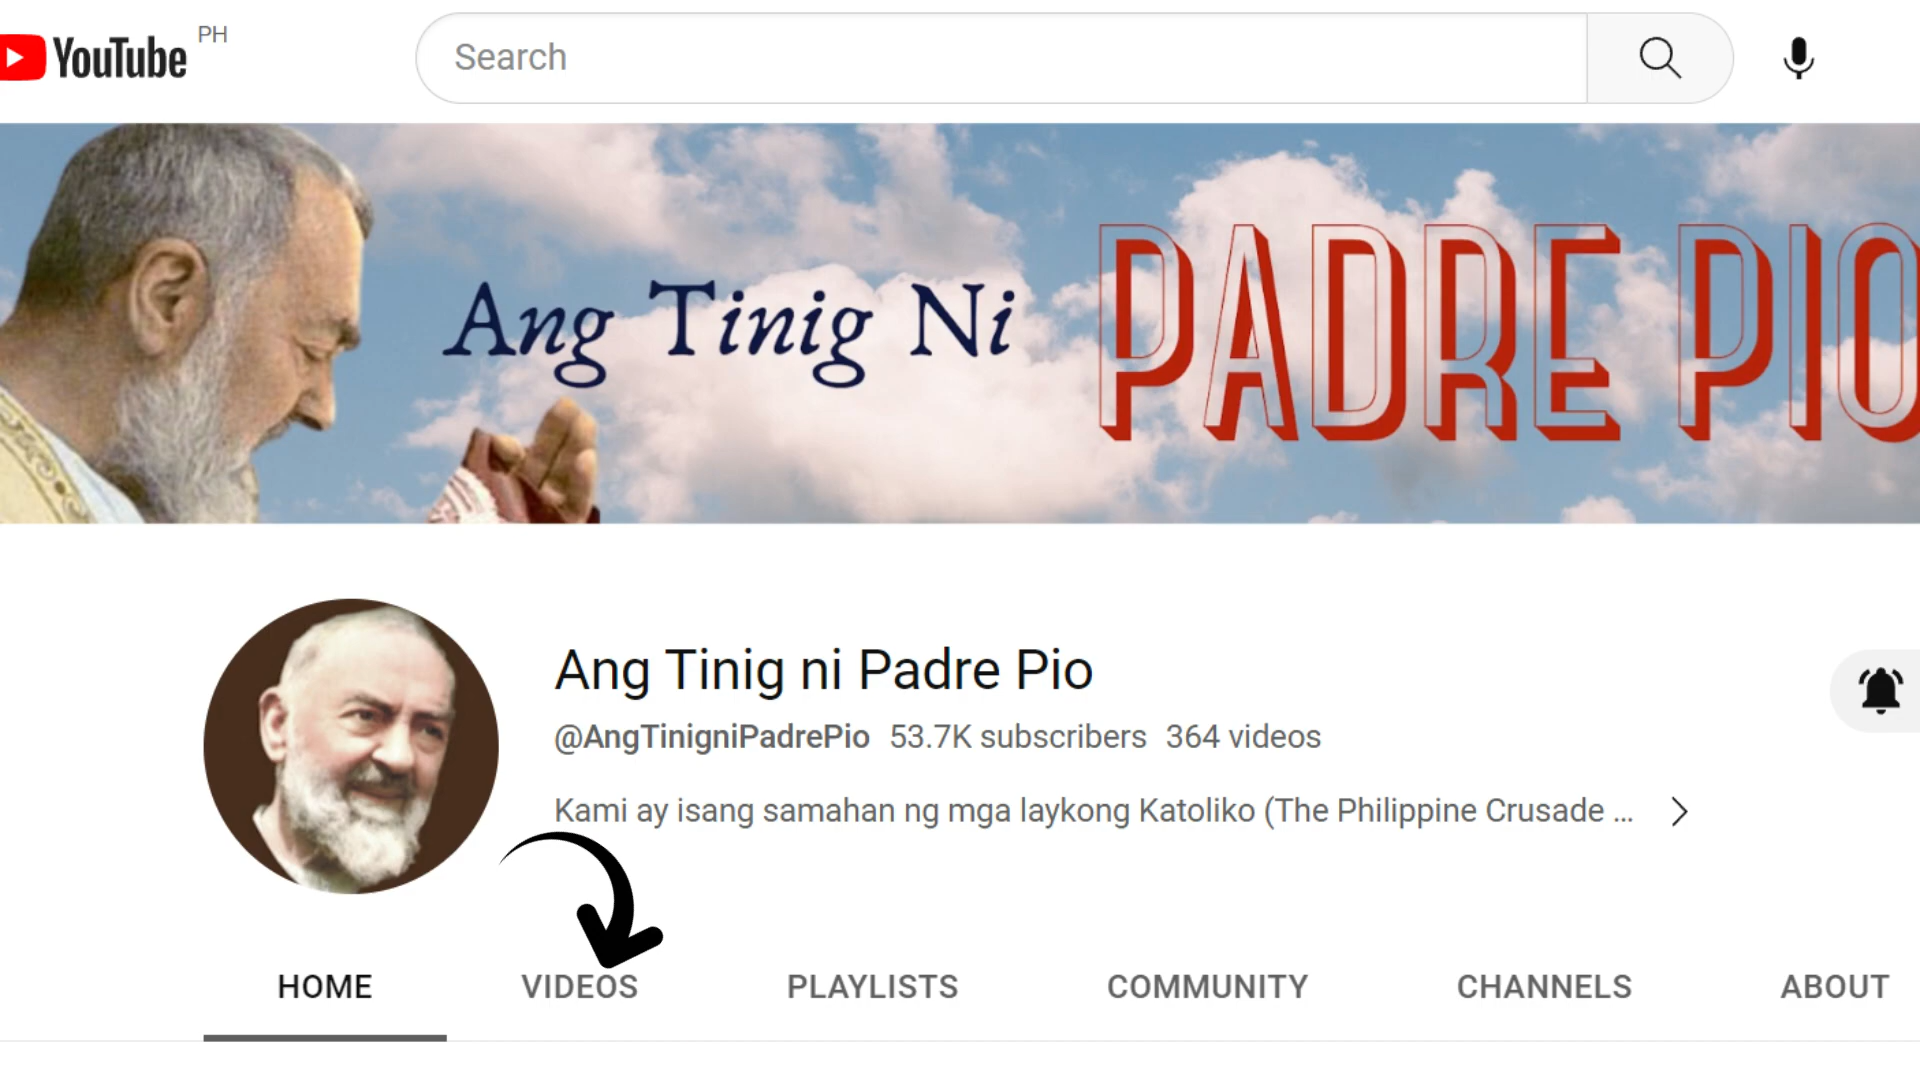 YouTube PH
Search
Ang Tinig Ni PADRE PIO
Ang Tinig ni Padre Pio
@AngTinigniPadrePio 53.7K subscribers 364 videos
Kami ay isang samahan ng mga laykong Katoliko (The Philippine Crusade ...
HOME VIDEOS PLAYLISTS COMMUNITY CHANNELS ABOUT